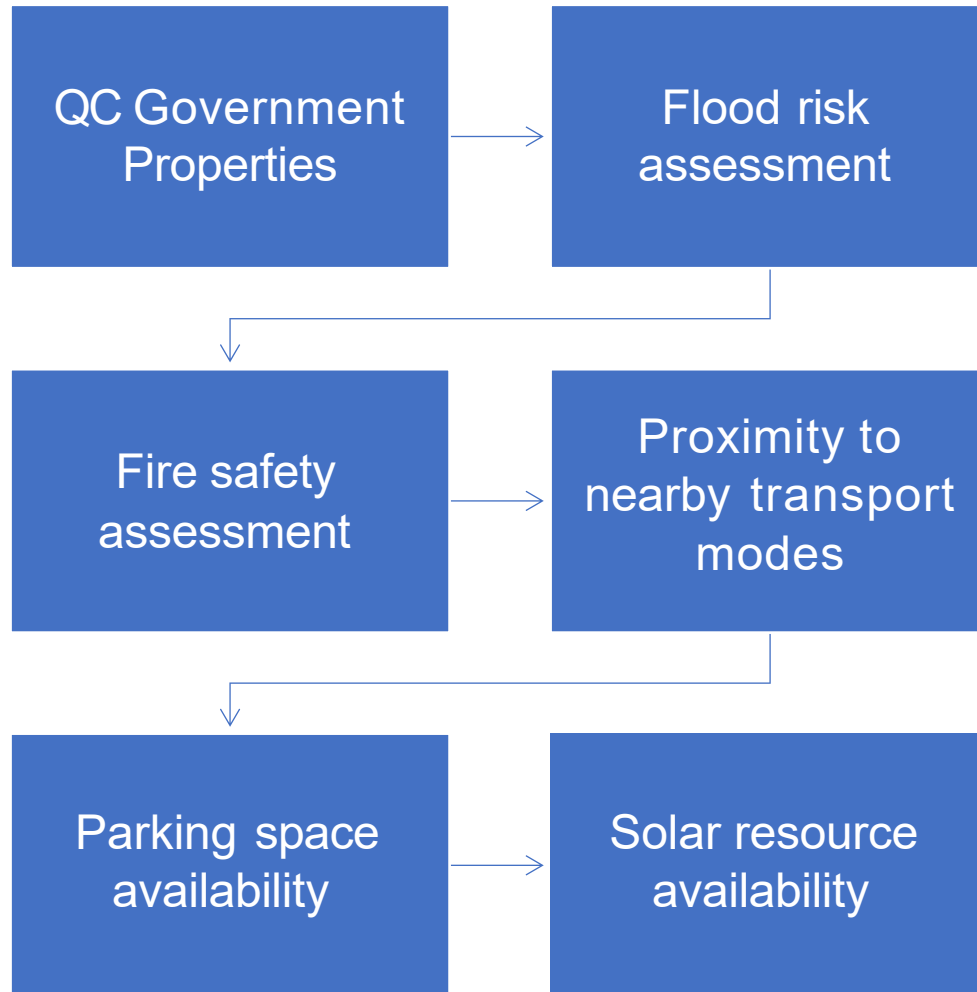 QC Government
Properties
Flood risk
assessment
Fire safety
assessment
Proximity to
nearby transport
modes
Parking space
availability
Solar resource
availability